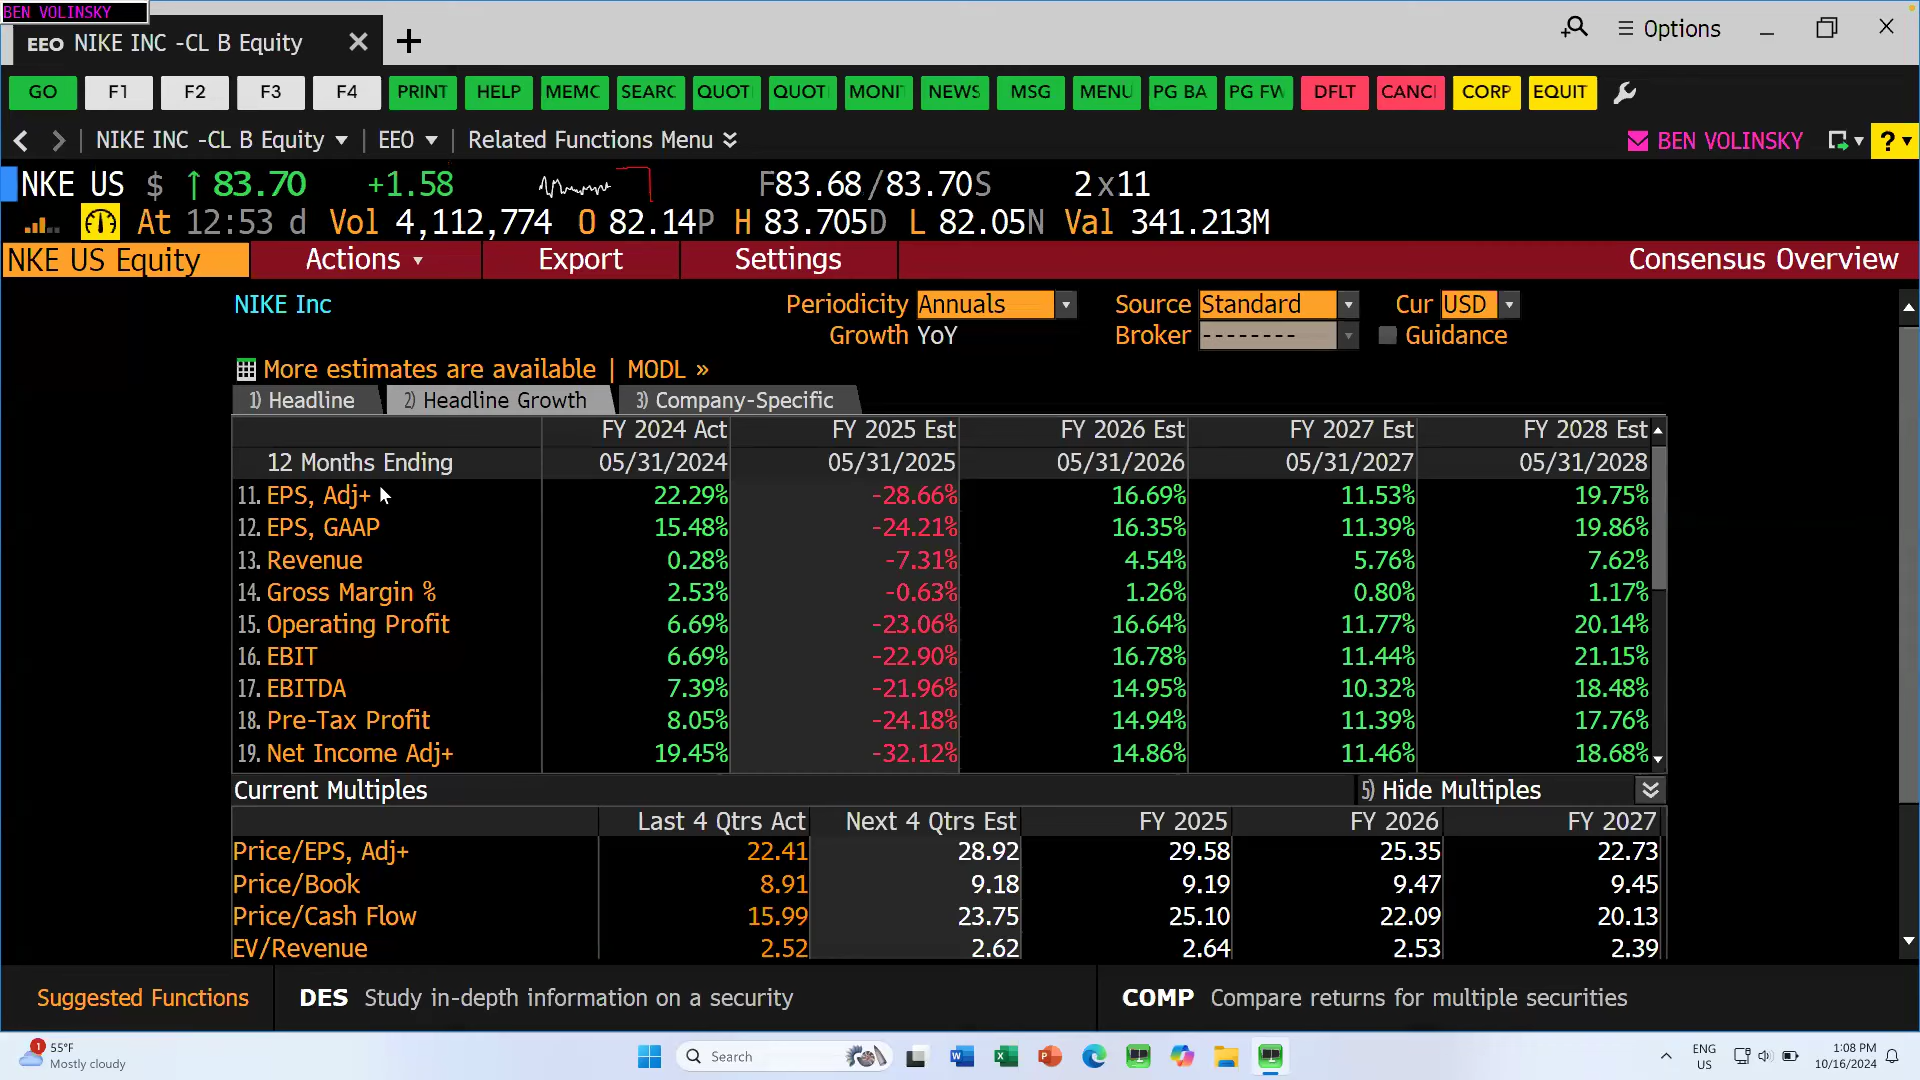 BEN VOLINSKY
EEO NIKE INC -CL B Equity
Options
GO F1 F2 F3 F4 PRINT HELP MEMC SEARC QUOT QUOT MONI NEWS MSG MENU PG BA PG FW DFLT CANCI CORP EQUIT
NIKE INC -CL B Equity EEO Related Functions Menu BEN VOLINSKY ?
NKE US $ ↑ 83.70 +1.58 F83.68/83.70S 2x11
At 12:53 d Vol 4,112,774 O 82.14P H 83.705D L 82.05N Val 341.213M
NKE US Equity Actions Export Settings Consensus Overview
NIKE Inc Periodicity Annuals Source Standard Cur USD
Growth YoY Broker -------- Guidance
More estimates are available | MODL »
1) Headline 2) Headline Growth 3) Company-Specific
FY 2024 Act FY 2025 Est FY 2026 Est FY 2027 Est FY 2028 Est
12 Months Ending 05/31/2024 05/31/2025 05/31/2026 05/31/2027 05/31/2028
11. EPS, Adj+ 22.29% -28.66% 16.69% 11.53% 19.75%
12. EPS, GAAP 15.48% -24.21% 16.35% 11.39% 19.86%
13. Revenue 0.28% -7.31% 4.54% 5.76% 7.62%
14. Gross Margin % 2.53% -0.63% 1.26% 0.80% 1.17%
15. Operating Profit 6.69% -23.06% 16.64% 11.77% 20.14%
16. EBIT 6.69% -22.90% 16.78% 11.44% 21.15%
17. EBITDA 7.39% -21.96% 14.95% 10.32% 18.48%
18. Pre-Tax Profit 8.05% -24.18% 14.94% 11.39% 17.76%
19. Net Income Adj+ 19.45% -32.12% 14.86% 11.46% 18.68%
Current Multiples 5) Hide Multiples
Last 4 Qtrs Act Next 4 Qtrs Est FY 2025 FY 2026 FY 2027
Price/EPS, Adj+ 22.41 28.92 29.58 25.35 22.73
Price/Book 8.91 9.18 9.19 9.47 9.45
Price/Cash Flow 15.99 23.75 25.10 22.09 20.13
EV/Revenue 2.52 2.62 2.64 2.53 2.39
Suggested Functions DES Study in-depth information on a security COMP Compare returns for multiple securities
1 55°F
Mostly cloudy
Search
ENG
US
1:08 PM
10/16/2024